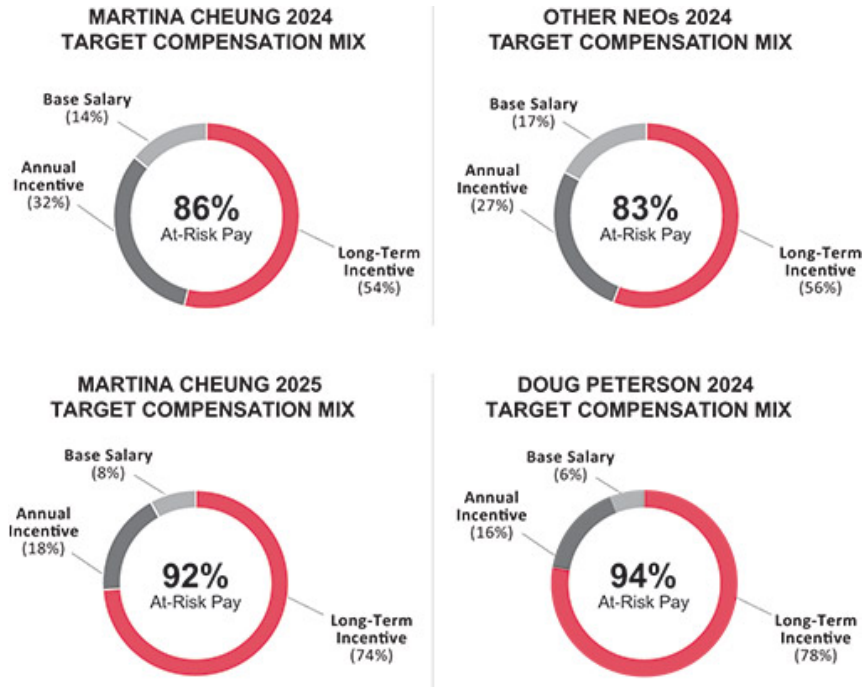 MARTINA CHEUNG 2024
TARGET COMPENSATION MIX
Base Salary
(14%)
Annual
Incentive
(32%)
86%
At-Risk Pay
Long-Term
Incentive
(54%)
OTHER NEOs 2024
TARGET COMPENSATION MIX
Base Salary
(17%)
Annual
Incentive
(27%)
83%
At-Risk Pay
Long-Term
Incentive
(56%)
MARTINA CHEUNG 2025
TARGET COMPENSATION MIX
Base Salary
(8%)
Annual
Incentive
(18%)
92%
At-Risk Pay
Long-Term
Incentive
(74%)
DOUG PETERSON 2024
TARGET COMPENSATION MIX
Base Salary
(6%)
Annual
Incentive
(16%)
94%
At-Risk Pay
Long-Term
Incentive
(78%)